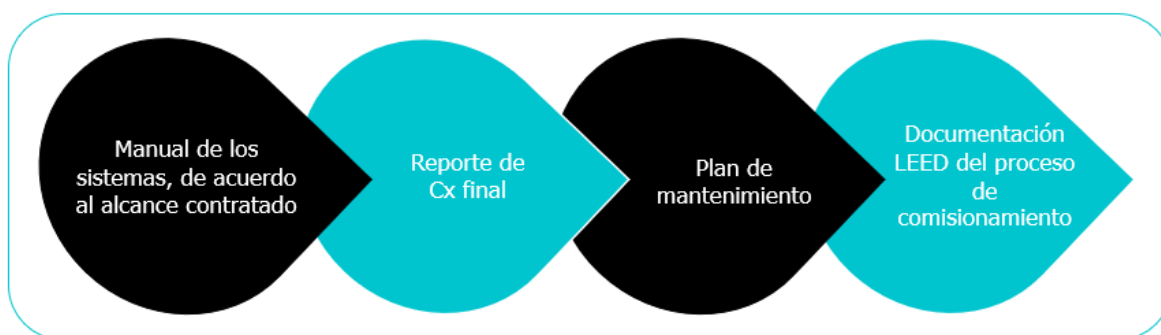 Manual de los
sistemas, de acuerdo
al alcance contratado
Reporte de
Cx final
Plan de
mantenimiento
Documentación
LEED del proceso
de
comisionamiento